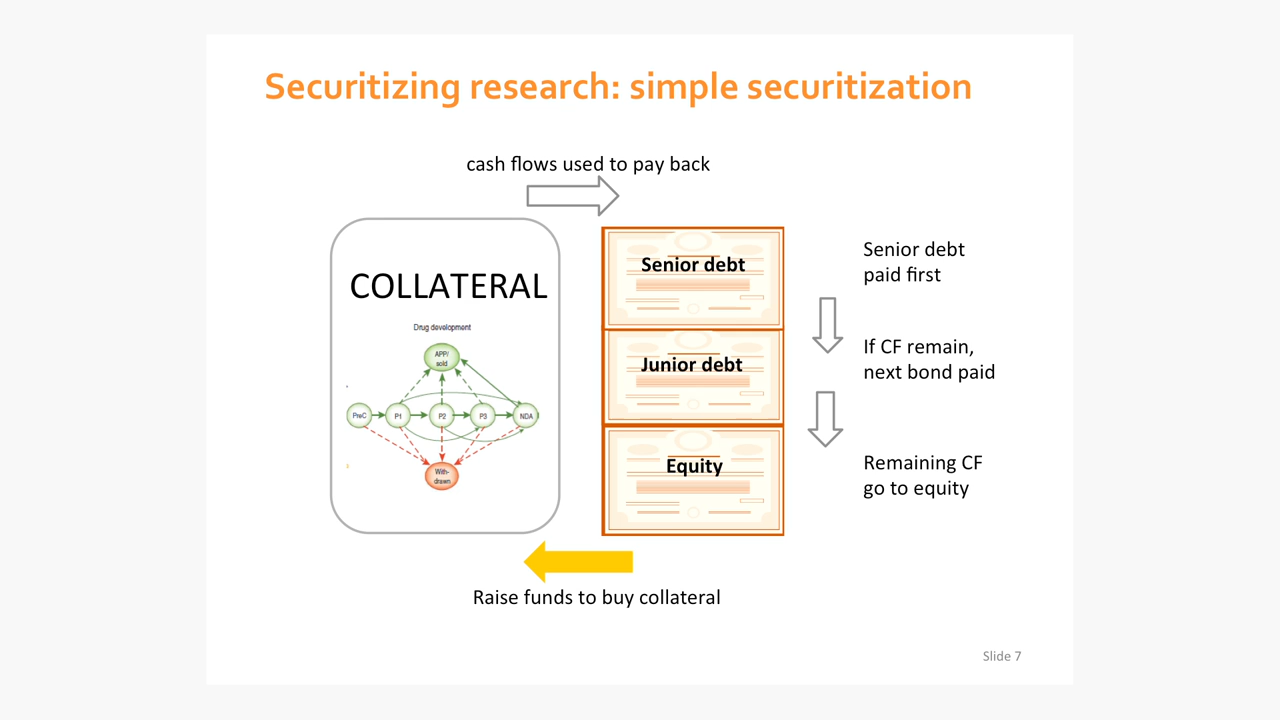 Securitizing research: simple securitization
cash flows used to pay back
COLLATERAL
Drug development
APP/
sold
PreC
P1
P2
P3
NDA
With-
drawn
Senior debt
Junior debt
Equity
Senior debt
paid first
If CF remain,
next bond paid
Remaining CF
go to equity
Raise funds to buy collateral
Slide 7